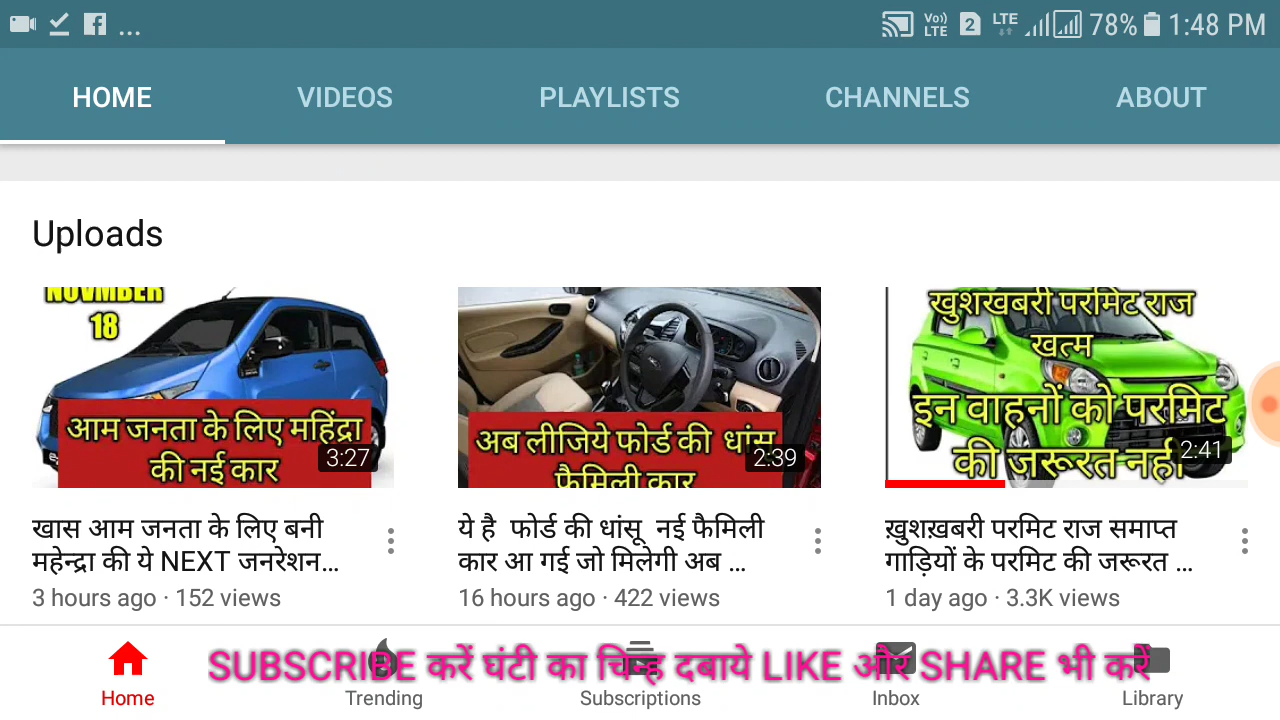 ... Vo)) LTE 2 LTE 78% 1:48 PM
HOME VIDEOS PLAYLISTS CHANNELS ABOUT
Uploads
NOVMBER
18
आम जनता के लिए महिंद्रा
की नई कार
3:27
अब लीजिये फोर्ड की धांसू
फैमिली कार
2:39
खुशखबरी परमिट राज
खत्म
इन वाहनों को परमिट
की जरूरत नहीं
2:41
खास आम जनता के लिए बनी
महेन्द्रा की ये NEXT जनरेशन...
3 hours ago · 152 views
ये है फोर्ड की धांसू नई फैमिली
कार आ गई जो मिलेगी अब ...
16 hours ago · 422 views
ख़ुशख़बरी परमिट राज समाप्त
गाड़ियों के परमिट की जरूरत ...
1 day ago · 3.3K views
SUBSCRIBE करें घंटी का चिन्ह दबाये LIKE और SHARE भी करें
Home Trending Subscriptions Inbox Library